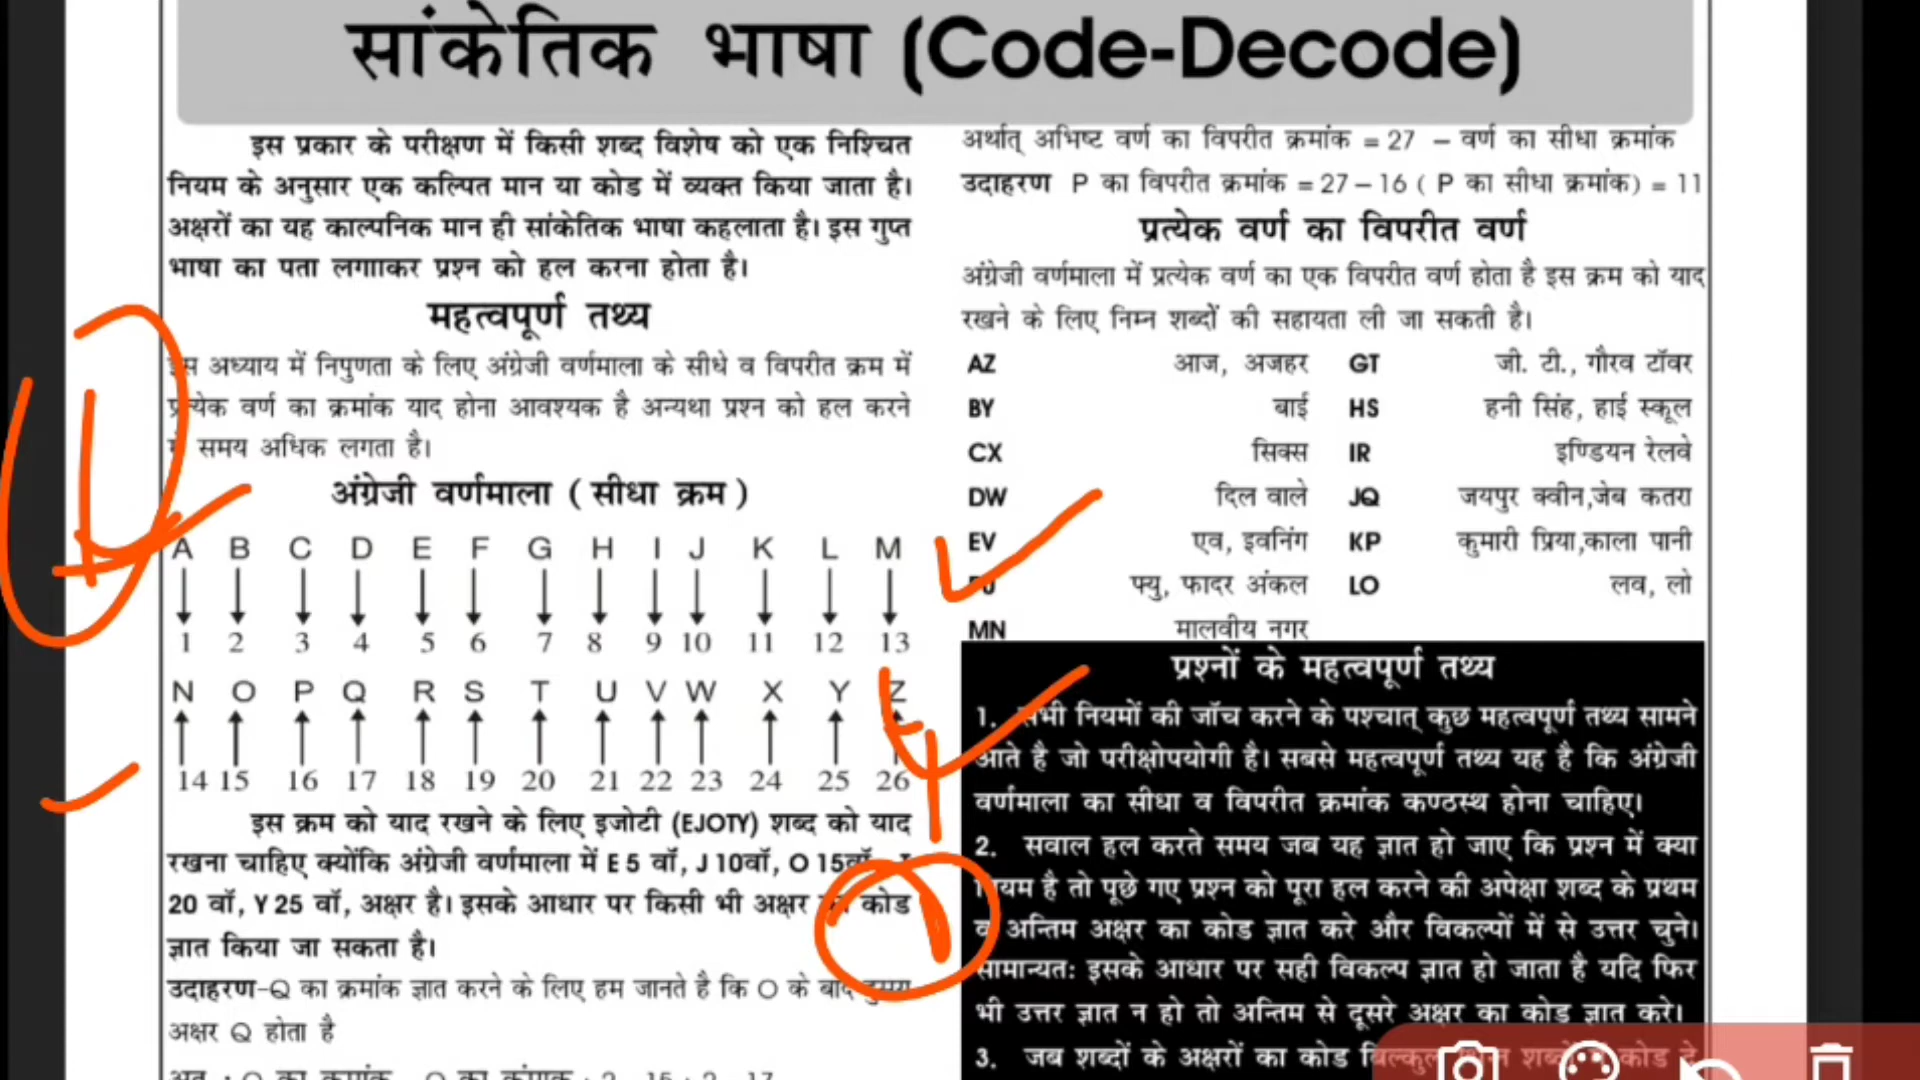 सांकेतिक भाषा (Code-Decode)
इस प्रकार के परीक्षण में किसी शब्द विशेष को एक निश्चित
नियम के अनुसार एक कल्पित मान या कोड में व्यक्त किया जाता है।
अक्षरों का यह काल्पनिक मान ही सांकेतिक भाषा कहलाता है। इस गुप्त
भाषा का पता लगााकर प्रश्न को हल करना होता है।
महत्वपूर्ण तथ्य
इस अध्याय में निपुणता के लिए अंग्रेजी वर्णमाला के सीधे व विपरीत क्रम में
प्रत्येक वर्ण का क्रमांक याद होना आवश्यक है अन्यथा प्रश्न को हल करने
में समय अधिक लगता है।
अंग्रेजी वर्णमाला ( सीधा क्रम )
A B C D E F G H I J K L M
1 2 3 4 5 6 7 8 9 10 11 12 13
N O P Q R S T U V W X Y Z
14 15 16 17 18 19 20 21 22 23 24 25 26
इस क्रम को याद रखने के लिए इजोटी (EJOTY) शब्द को याद
रखना चाहिए क्योंकि अंग्रेजी वर्णमाला में E 5 वॉ, J 10वॉ, O 15वॉ
20 वॉ, Y 25 वॉ, अक्षर है। इसके आधार पर किसी भी अक्षर का कोड
ज्ञात किया जा सकता है।
उदाहरण-Q का क्रमांक ज्ञात करने के लिए हम जानते है कि O के बाद दूसरा
अक्षर Q होता है
अर्थात् अभिष्ट वर्ण का विपरीत क्रमांक = 27 – वर्ण का सीधा क्रमांक
उदाहरण P का विपरीत क्रमांक = 27 – 16 ( P का सीधा क्रमांक) = 11
प्रत्येक वर्ण का विपरीत वर्ण
अंग्रेजी वर्णमाला में प्रत्येक वर्ण का एक विपरीत वर्ण होता है इस क्रम को याद
रखने के लिए निम्न शब्दों की सहायता ली जा सकती है।
AZ आज, अजहर GT जी. टी., गौरव टॉवर
BY बाई HS हनी सिंह, हाई स्कूल
CX सिक्स IR इण्डियन रेलवे
DW दिल वाले JQ जयपुर क्वीन,जेब कतरा
EV एव, इवनिंग KP कुमारी प्रिया,काला पानी
FU फ्यु, फादर अंकल LO लव, लो
MN मालवीय नगर
प्रश्नों के महत्वपूर्ण तथ्य
1. सभी नियमों की जॉच करने के पश्चात् कुछ महत्वपूर्ण तथ्य सामने
आते है जो परीक्षोपयोगी है। सबसे महत्वपूर्ण तथ्य यह है कि अंग्रेजी
वर्णमाला का सीधा व विपरीत क्रमांक कण्ठस्थ होना चाहिए।
2. सवाल हल करते समय जब यह ज्ञात हो जाए कि प्रश्न में क्या
नियम है तो पूछे गए प्रश्न को पूरा हल करने की अपेक्षा शब्द के प्रथम
व अन्तिम अक्षर का कोड ज्ञात करे और विकल्पों में से उत्तर चुने।
सामान्यतः इसके आधार पर सही विकल्प ज्ञात हो जाता है यदि फिर
भी उत्तर ज्ञात न हो तो अन्तिम से दूसरे अक्षर का कोड ज्ञात करे।
3. जब शब्दों के अक्षरों का कोड बिल्कुल